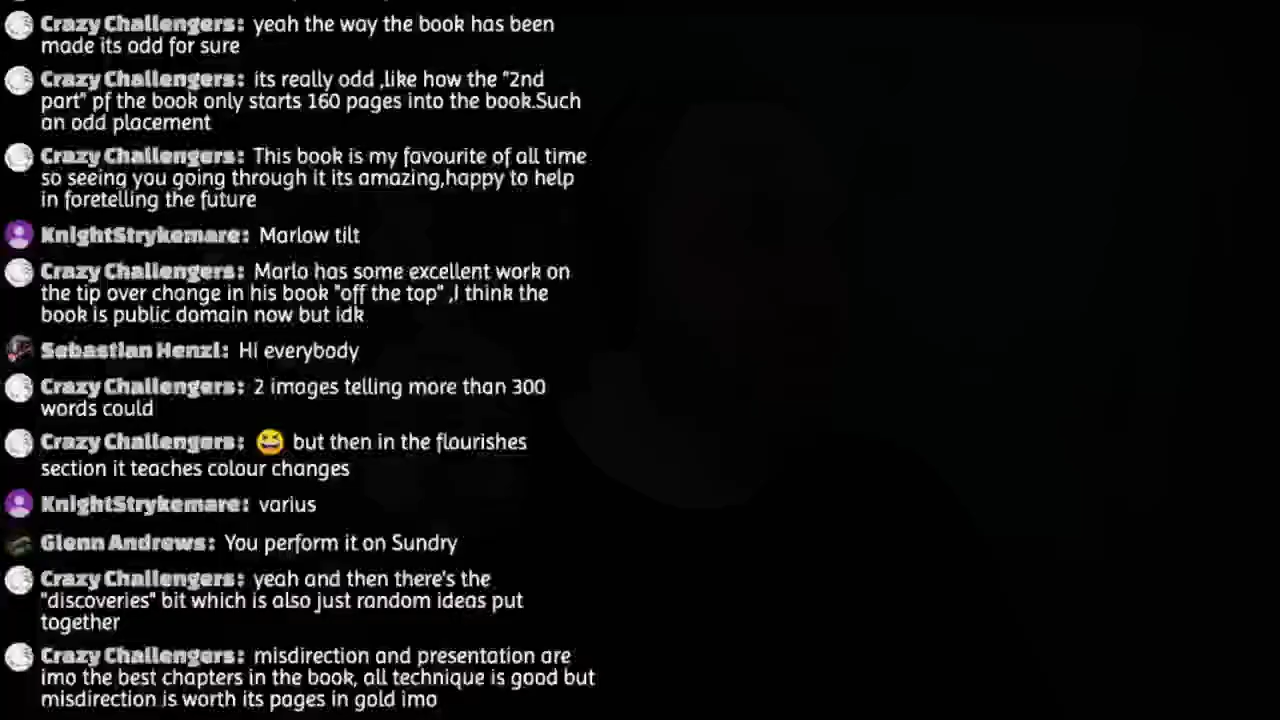 Crazy Challengers: yeah the way the book has been
made its odd for sure
Crazy Challengers: its really odd ,like how the "2nd
part" pf the book only starts 160 pages into the book.Such
an odd placement
Crazy Challengers: This book is my favourite of all time
so seeing you going through it its amazing,happy to help
in foretelling the future
KnightStrykemare: Marlow tilt
Crazy Challengers: Marlo has some excellent work on
the tip over change in his book "off the top" ,I think the
book is public domain now but idk
Sebastian Henzl: Hi everybody
Crazy Challengers: 2 images telling more than 300
words could
Crazy Challengers: 😆 but then in the flourishes
section it teaches colour changes
KnightStrykemare: varius
Glenn Andrews: You perform it on Sundry
Crazy Challengers: yeah and then there's the
"discoveries" bit which is also just random ideas put
together
Crazy Challengers: misdirection and presentation are
imo the best chapters in the book, all technique is good but
misdirection is worth its pages in gold imo